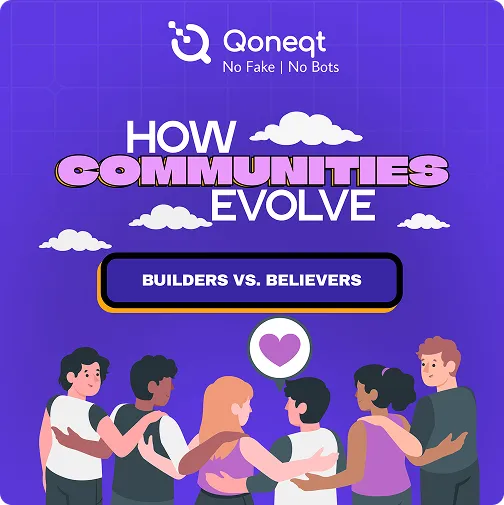 Qoneqt
No Fake | No Bots
HOW
COMMUNITIES
EVOLVE
BUILDERS VS. BELIEVERS